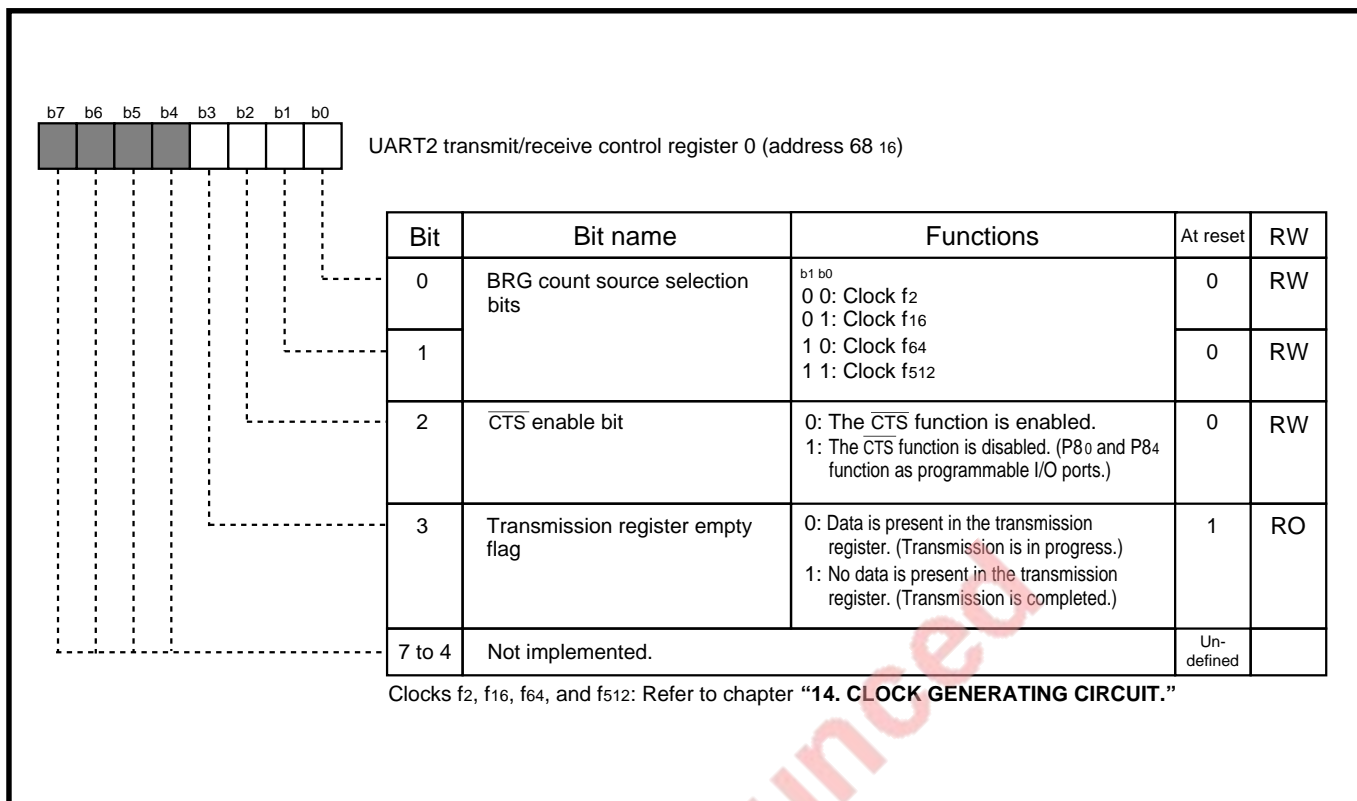 b7 b6 b5 b4 b3 b2 b1 b0
UART2 transmit/receive control register 0 (address 68 16)
Bit Bit name Functions At reset RW
0 BRG count source selection bits b1 b0 0 RW
0 0: Clock f2
0 1: Clock f16
1 1 0: Clock f64 0 RW
1 1: Clock f512
2 CTS enable bit 0: The CTS function is enabled. 0 RW
1: The CTS function is disabled. (P80 and P84
function as programmable I/O ports.)
3 Transmission register empty flag 0: Data is present in the transmission 1 RO
register. (Transmission is in progress.)
1: No data is present in the transmission
register. (Transmission is completed.)
7 to 4 Not implemented. Un-
defined
Clocks f2, f16, f64, and f512: Refer to chapter “14. CLOCK GENERATING CIRCUIT.”
unced